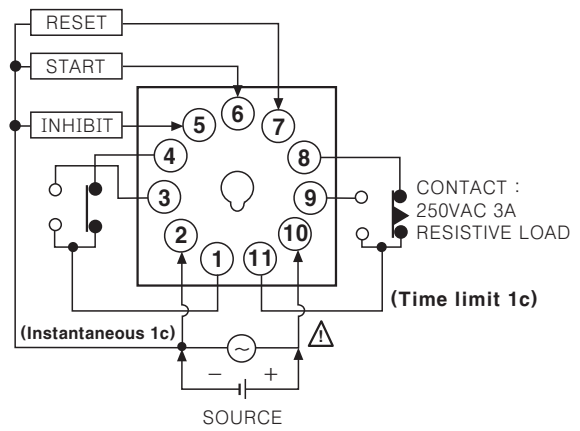 RESET
START
INHIBIT
6
5
7
4
8
3
9
2
10
1
11
CONTACT :
250VAC 3A
RESISTIVE LOAD
(Time limit 1c)
(Instantaneous 1c)
~
!
− +
SOURCE